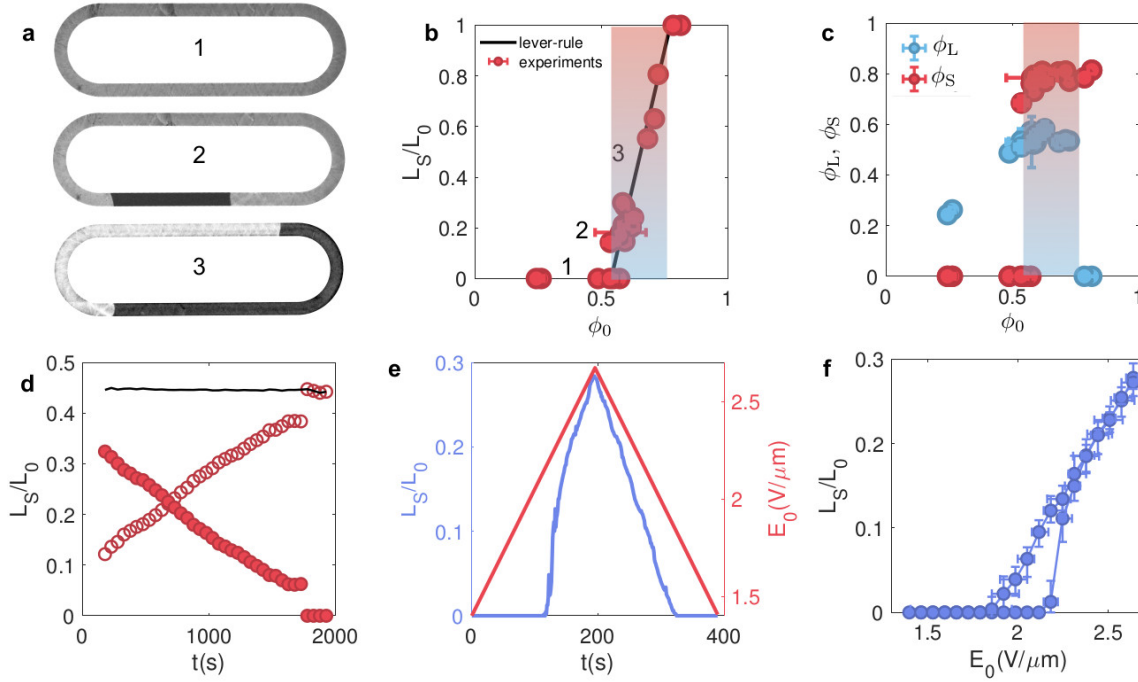 a
1
2
3
b
lever-rule
experiments
L_S/L_0
1
0.8
0.6
0.4
0.2
0
3
2
1
0
0.5
1
ϕ_0
c
ϕ_L
ϕ_S
ϕ_L, ϕ_S
1
0.8
0.6
0.4
0.2
0
0
0.5
1
ϕ_0
d
L_S/L_0
0.5
0.4
0.3
0.2
0.1
0
0
1000
2000
t(s)
e
L_S/L_0
0.3
0.2
0.1
0
0
200
400
t(s)
2.5
2
1.5
E_0(V/μm)
f
L_S/L_0
0.3
0.2
0.1
0
1.5
2
2.5
E_0(V/μm)